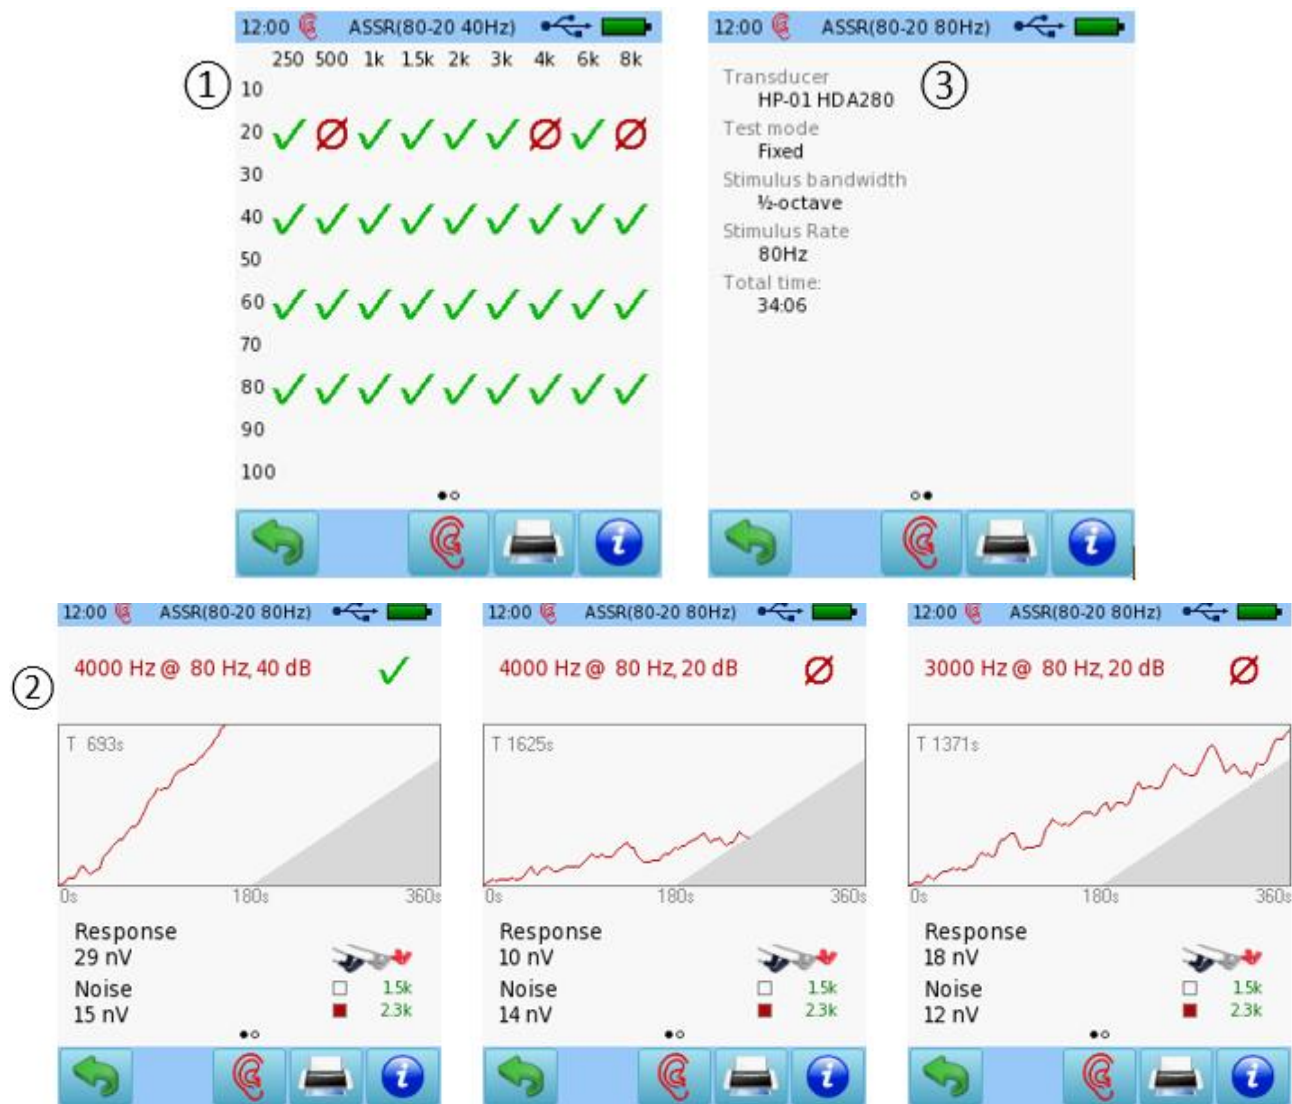 12:00 ASSR(80-20 40Hz)
①
250 500 1k 1.5k 2k 3k 4k 6k 8k
10
20
30
40
50
60
70
80
90
100
12:00 ASSR(80-20 80Hz)
③
Transducer
HP-01 HDA280
Test mode
Fixed
Stimulus bandwidth
½-octave
Stimulus Rate
80Hz
Total time:
34:06
②
12:00 ASSR(80-20 80Hz)
4000 Hz @ 80 Hz, 40 dB
T 693s
0s 180s 360s
Response
29 nV
Noise
15 nV
1.5k
2.3k
12:00 ASSR(80-20 80Hz)
4000 Hz @ 80 Hz, 20 dB
T 1625s
0s 180s 360s
Response
10 nV
Noise
14 nV
1.5k
2.3k
12:00 ASSR(80-20 80Hz)
3000 Hz @ 80 Hz, 20 dB
T 1371s
0s 180s 360s
Response
18 nV
Noise
12 nV
1.5k
2.3k